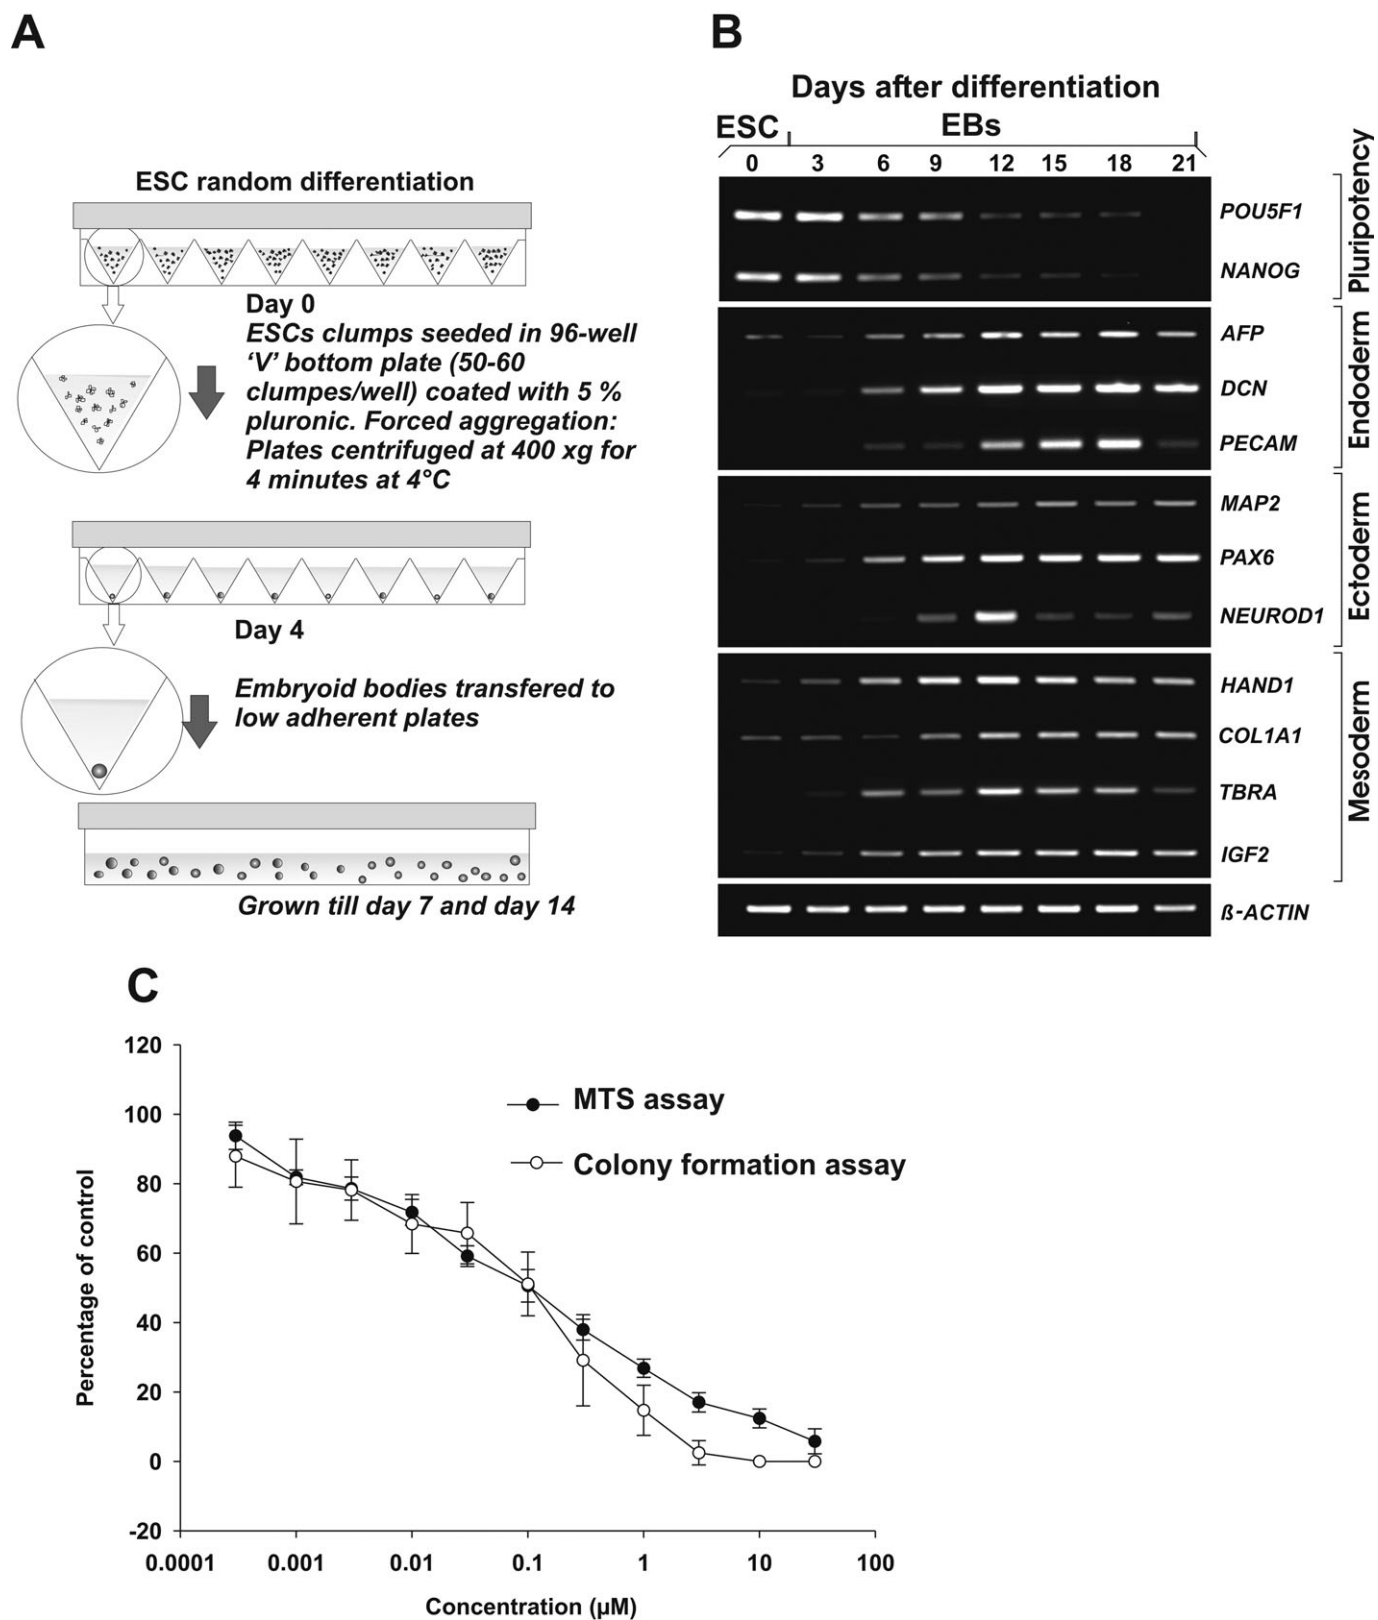 A
ESC random differentiation
Day 0
ESCs clumps seeded in 96-well
‘V’ bottom plate (50-60
clumpes/well) coated with 5 %
pluronic. Forced aggregation:
Plates centrifuged at 400 xg for
4 minutes at 4°C
Day 4
Embryoid bodies transfered to
low adherent plates
Grown till day 7 and day 14
B
Days after differentiation
ESC EBs
0 3 6 9 12 15 18 21
POU5F1
NANOG
Pluripotency
AFP
DCN
PECAM
Endoderm
MAP2
PAX6
NEUROD1
Ectoderm
HAND1
COL1A1
TBRA
IGF2
Mesoderm
ß-ACTIN
C
120
100
80
60
40
20
0
-20
Percentage of control
MTS assay
Colony formation assay
0.0001 0.001 0.01 0.1 1 10 100
Concentration (µM)